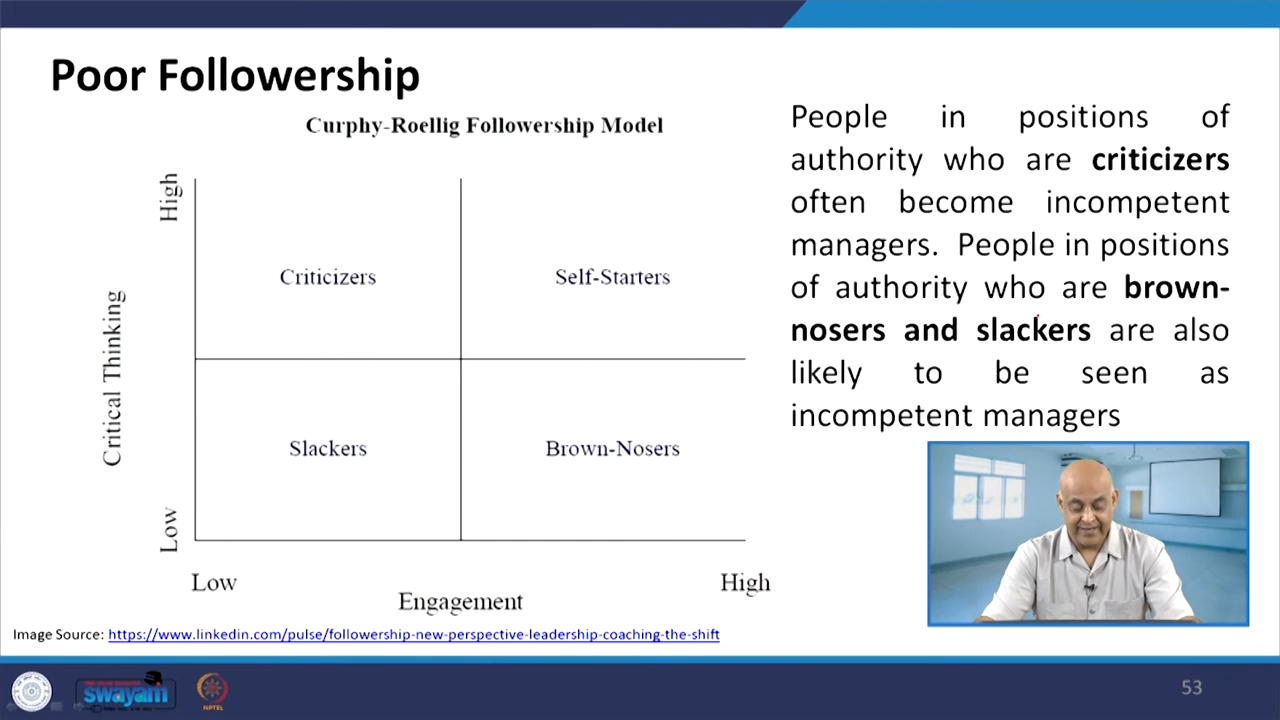 Poor Followership
Curphy-Roellig Followership Model
High
Critical Thinking
Low
Criticizers
Self-Starters
Slackers
Brown-Nosers
Low
High
Engagement
People in positions of
authority who are criticizers
often become incompetent
managers. People in positions
of authority who are brown-
nosers and slackers are also
likely to be seen as
incompetent managers
Image Source: https://www.linkedin.com/pulse/followership-new-perspective-leadership-coaching-the-shift
swayam
NPTEL
53